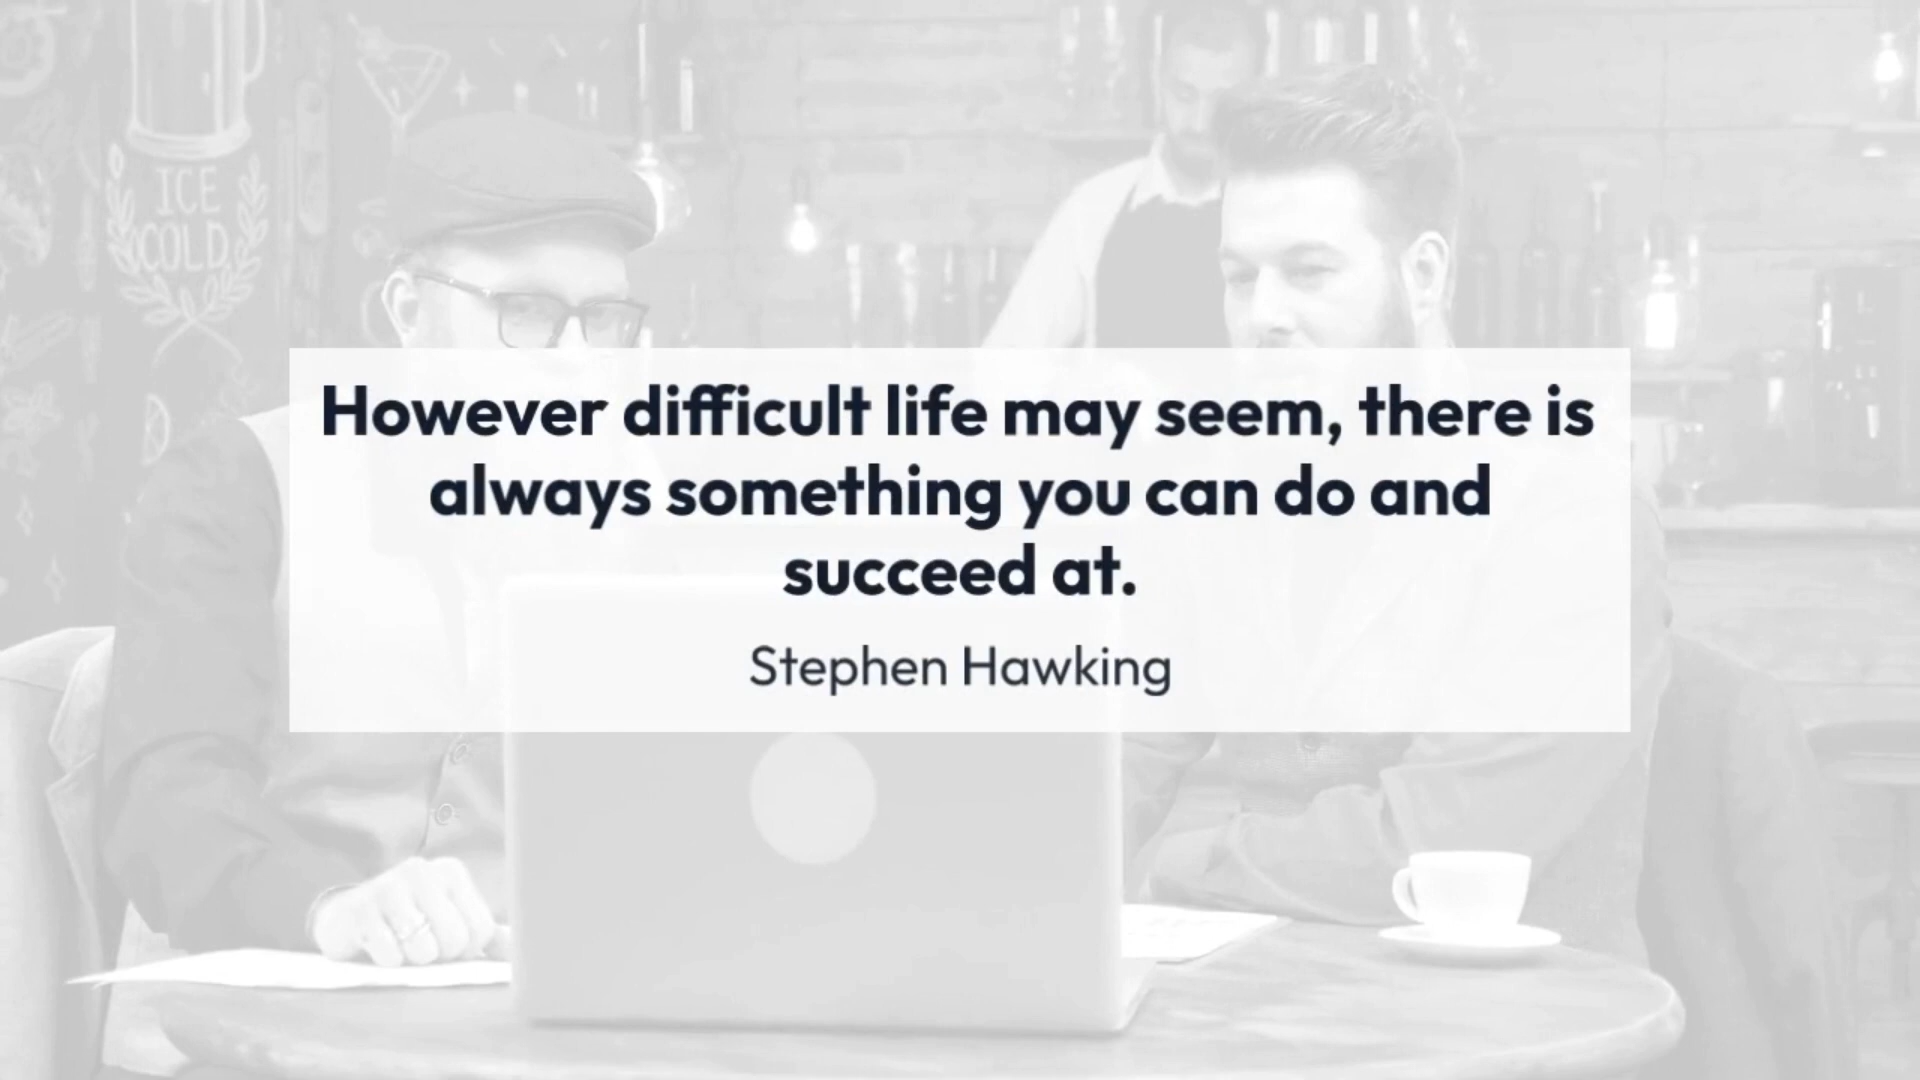 ICE
COLD
However difficult life may seem, there is
always something you can do and
succeed at.
Stephen Hawking